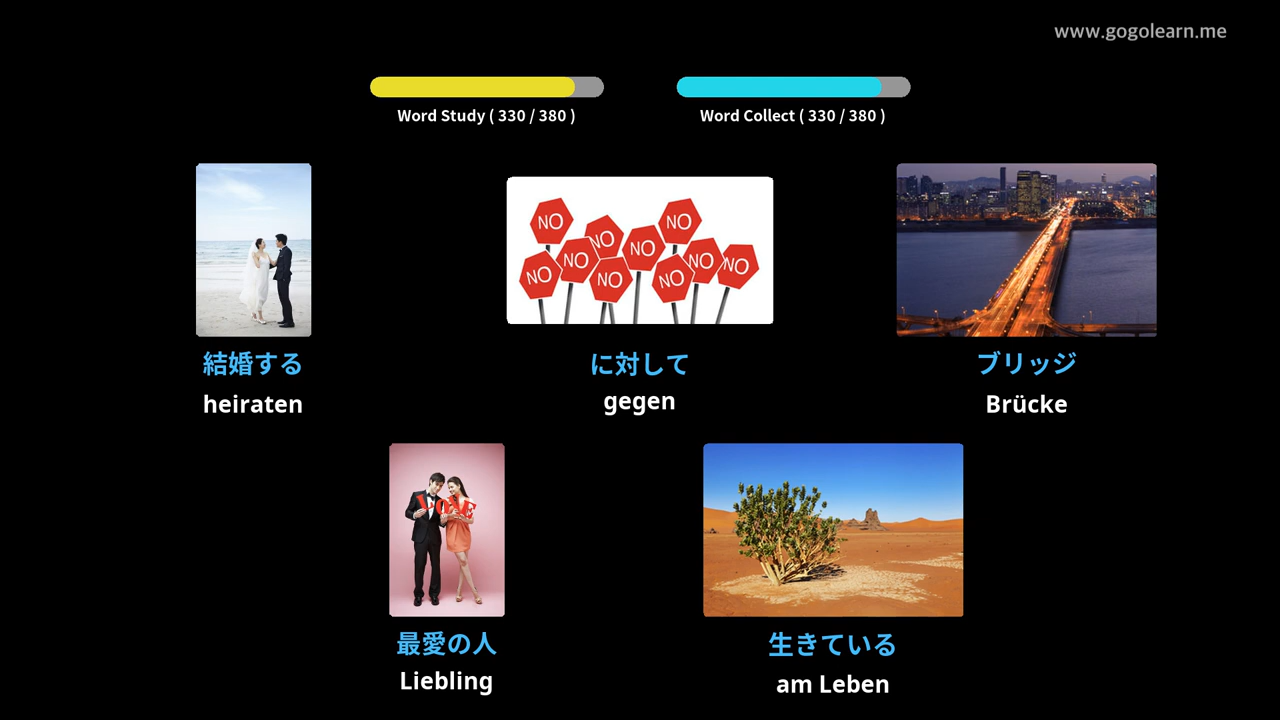 www.gogolearn.me
Word Study ( 330 / 380 )
Word Collect ( 330 / 380 )
NO
NO
NO
NO
NO
NO
NO
NO
NO
NO
結婚する
heiraten
に対して
gegen
ブリッジ
Brücke
LOVE
最愛の人
Liebling
生きている
am Leben